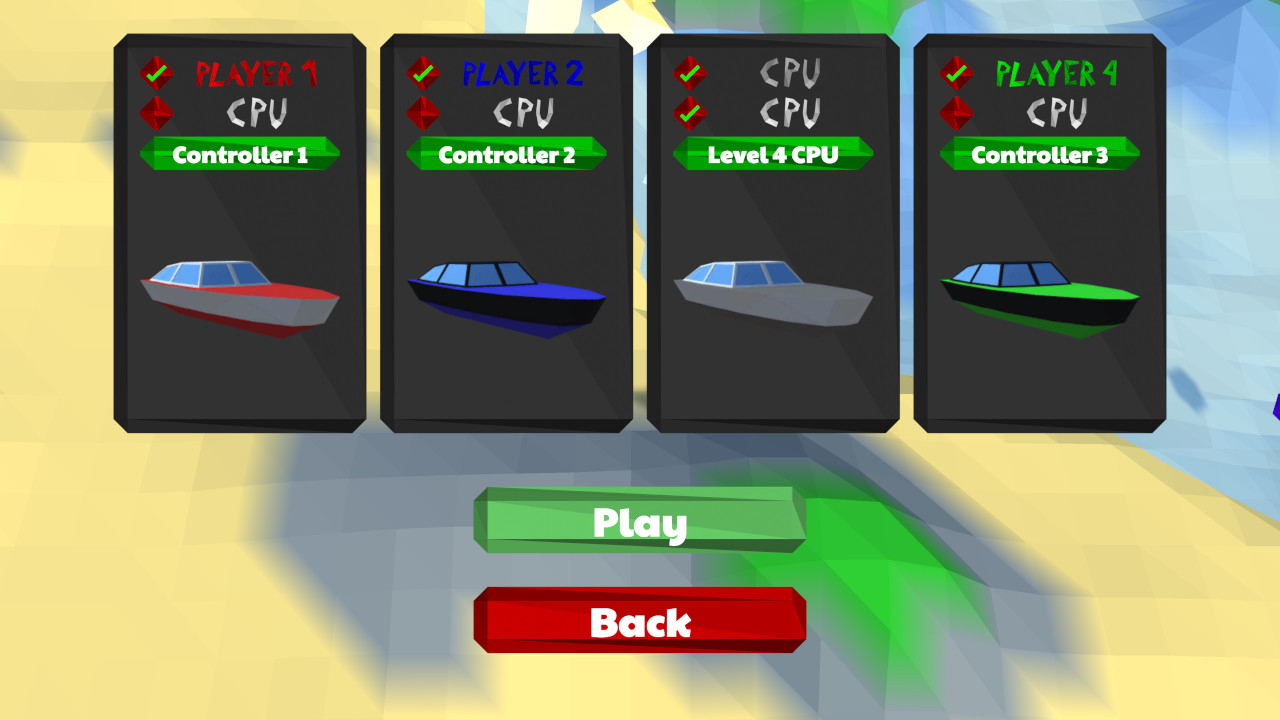 PLAYER 1
CPU
Controller 1
PLAYER 2
CPU
Controller 2
CPU
CPU
Level 4 CPU
PLAYER 4
CPU
Controller 3
Play
Back